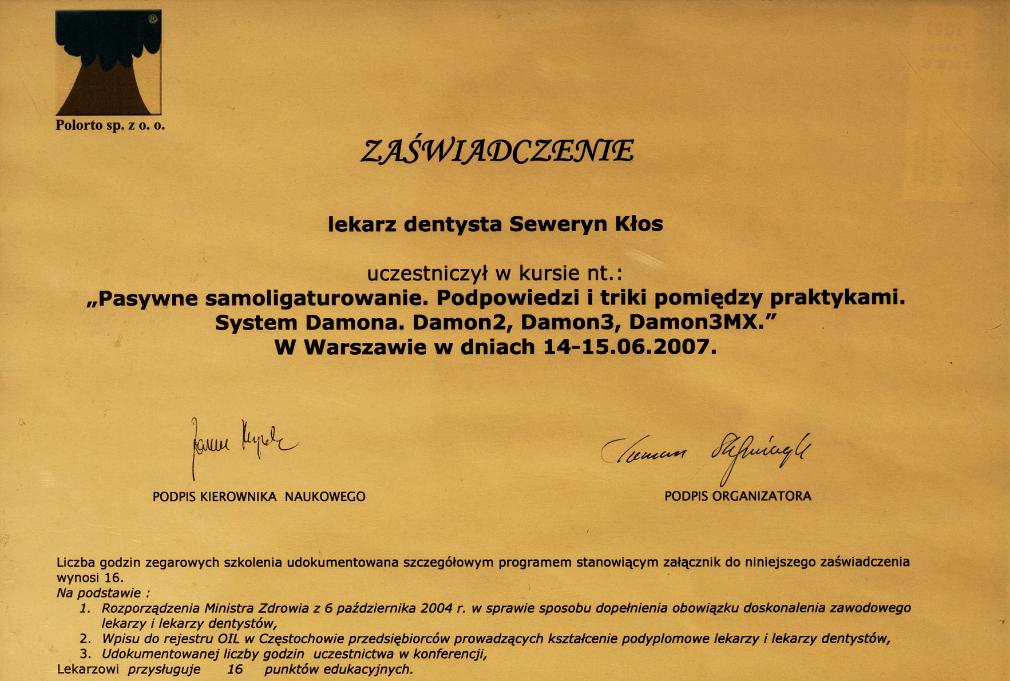 ®
Polorto sp. z o. o.
ZAŚWIADCZENIE
lekarz dentysta Seweryn Kłos
uczestniczył w kursie nt.:
„Pasywne samoligaturowanie. Podpowiedzi i triki pomiędzy praktykami.
System Damona. Damon2, Damon3, Damon3MX.”
W Warszawie w dniach 14-15.06.2007.
PODPIS KIEROWNIKA NAUKOWEGO
PODPIS ORGANIZATORA
Liczba godzin zegarowych szkolenia udokumentowana szczegółowym programem stanowiącym załącznik do niniejszego zaświadczenia
wynosi 16.
Na podstawie :
1. Rozporządzenia Ministra Zdrowia z 6 października 2004 r. w sprawie sposobu dopełnienia obowiązku doskonalenia zawodowego
lekarzy i lekarzy dentystów,
2. Wpisu do rejestru OIL w Częstochowie przedsiębiorców prowadzących kształcenie podyplomowe lekarzy i lekarzy dentystów,
3. Udokumentowanej liczby godzin uczestnictwa w konferencji,
Lekarzowi przysługuje 16 punktów edukacyjnych.